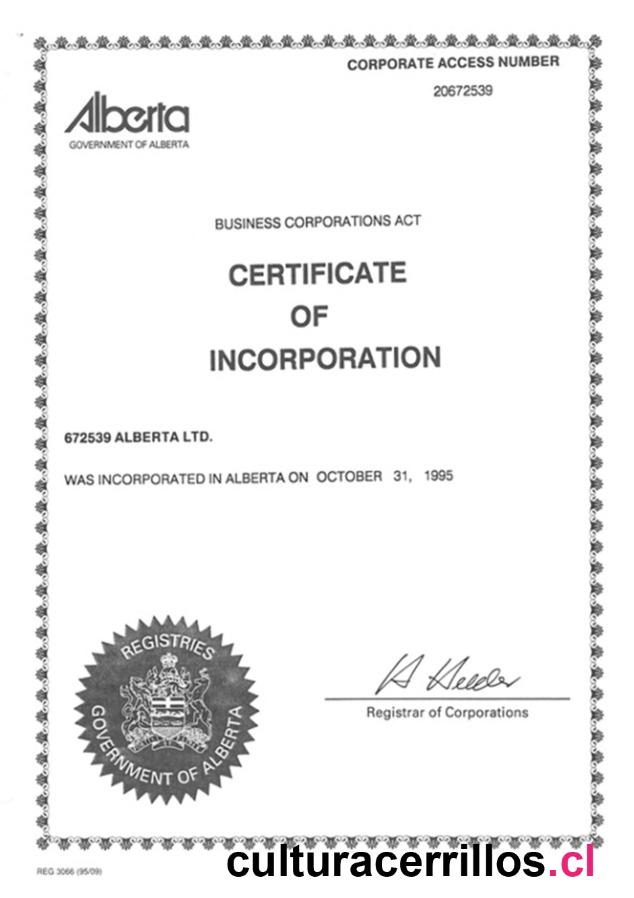 CORPORATE ACCESS NUMBER
20672539
Alberta
GOVERNMENT OF ALBERTA
BUSINESS CORPORATIONS ACT
CERTIFICATE
OF
INCORPORATION
672539 ALBERTA LTD.
WAS INCORPORATED IN ALBERTA ON OCTOBER 31, 1995
REGISTRIES
GOVERNMENT OF ALBERTA
Registrar of Corporations
REG 3066 (95/09)
culturacerrillos.cl